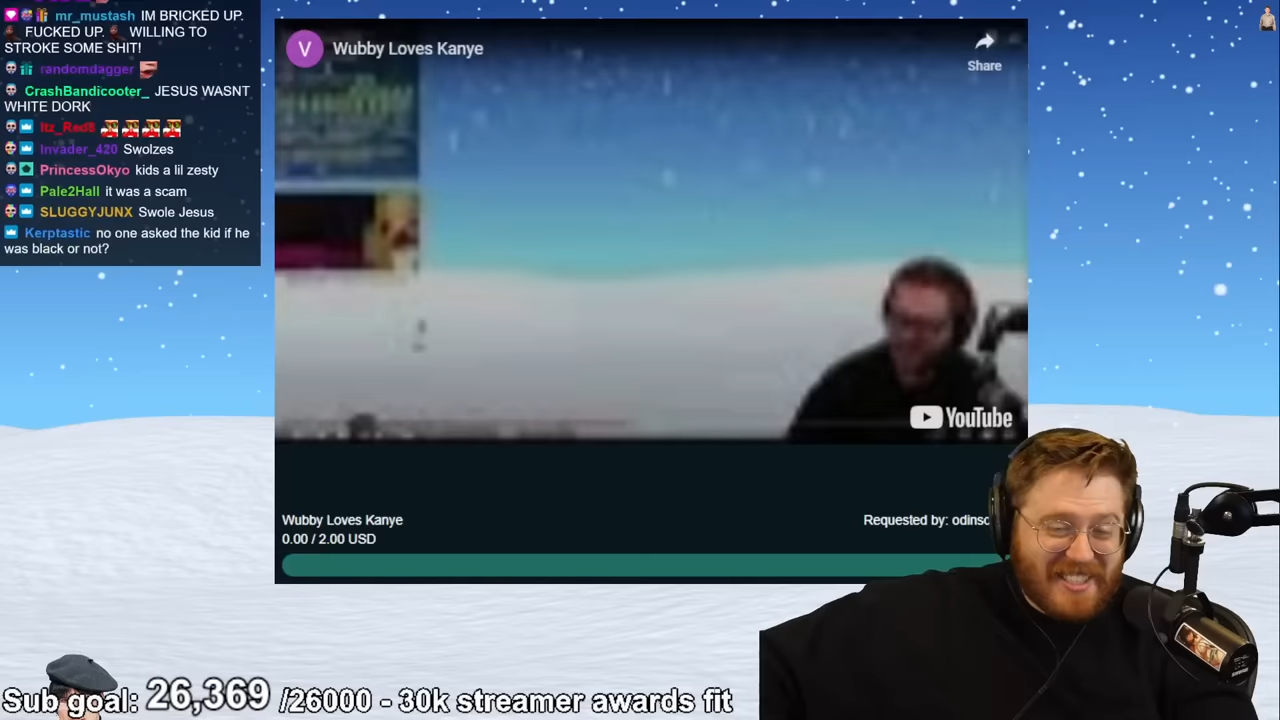 mr_mustash IM BRICKED UP.
FUCKED UP. WILLING TO
STROKE SOME SHIT!
randomdagger
CrashBandicooter_ JESUS WASNT
WHITE DORK
Itz_Red8
Invader_420 Swolzes
PrincessOkyo kids a lil zesty
Pale2Hall it was a scam
SLUGGYJUNX Swole Jesus
Kerptastic no one asked the kid if he
was black or not?
V Wubby Loves Kanye
Share
YouTube
Wubby Loves Kanye
Requested by: odinsc
0.00 / 2.00 USD
Sub goal: 26,369 /26000 - 30k streamer awards fit